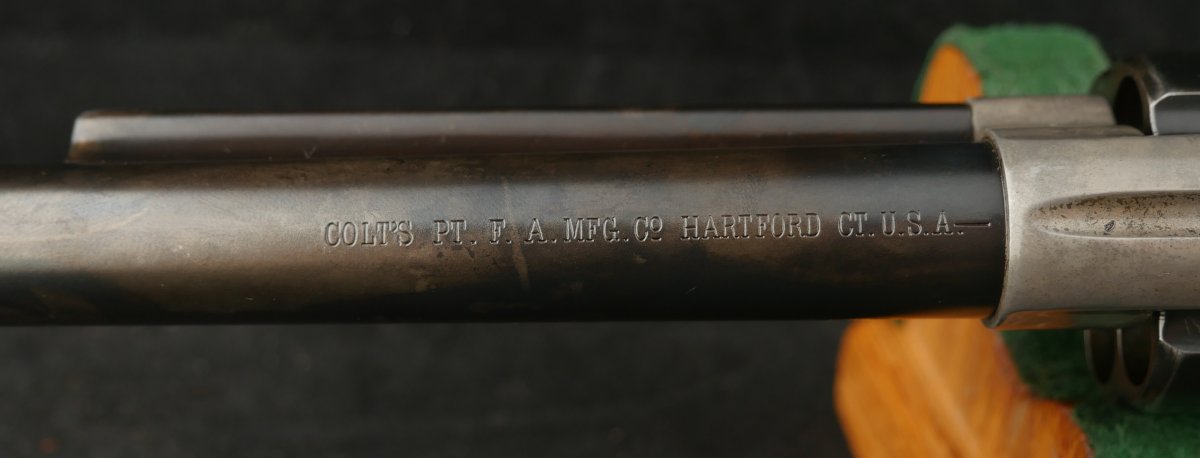 COLT'S PT. F. A. MFG. Cº HARTFORD CT. U.S.A.—